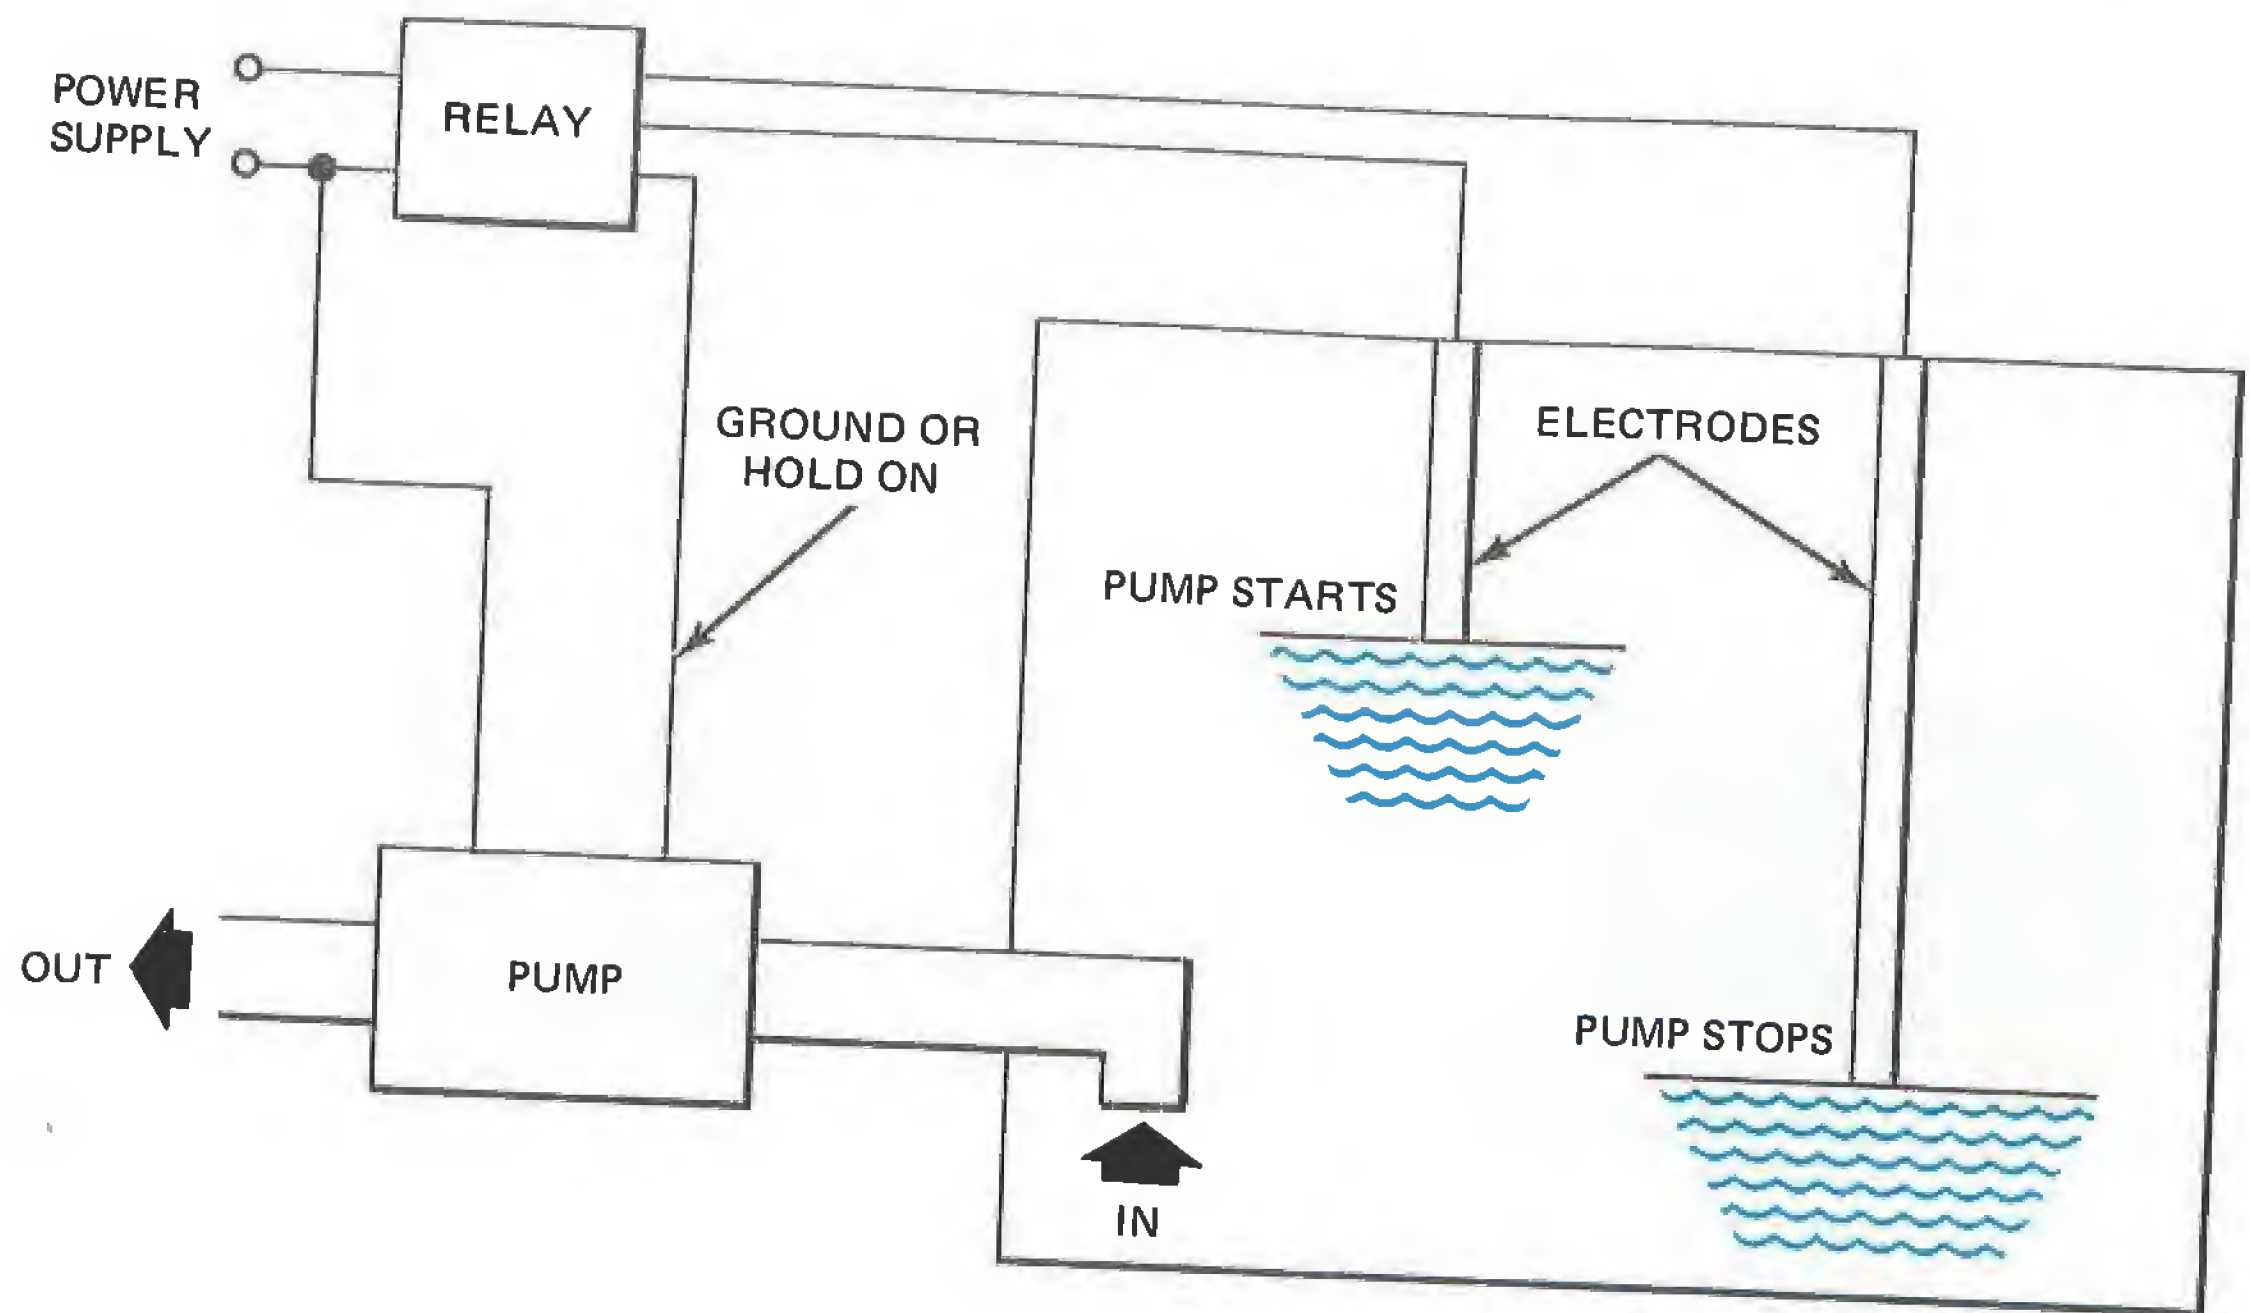 POWER
SUPPLY
RELAY
GROUND OR
HOLD ON
ELECTRODES
PUMP STARTS
OUT
PUMP
PUMP STOPS
IN